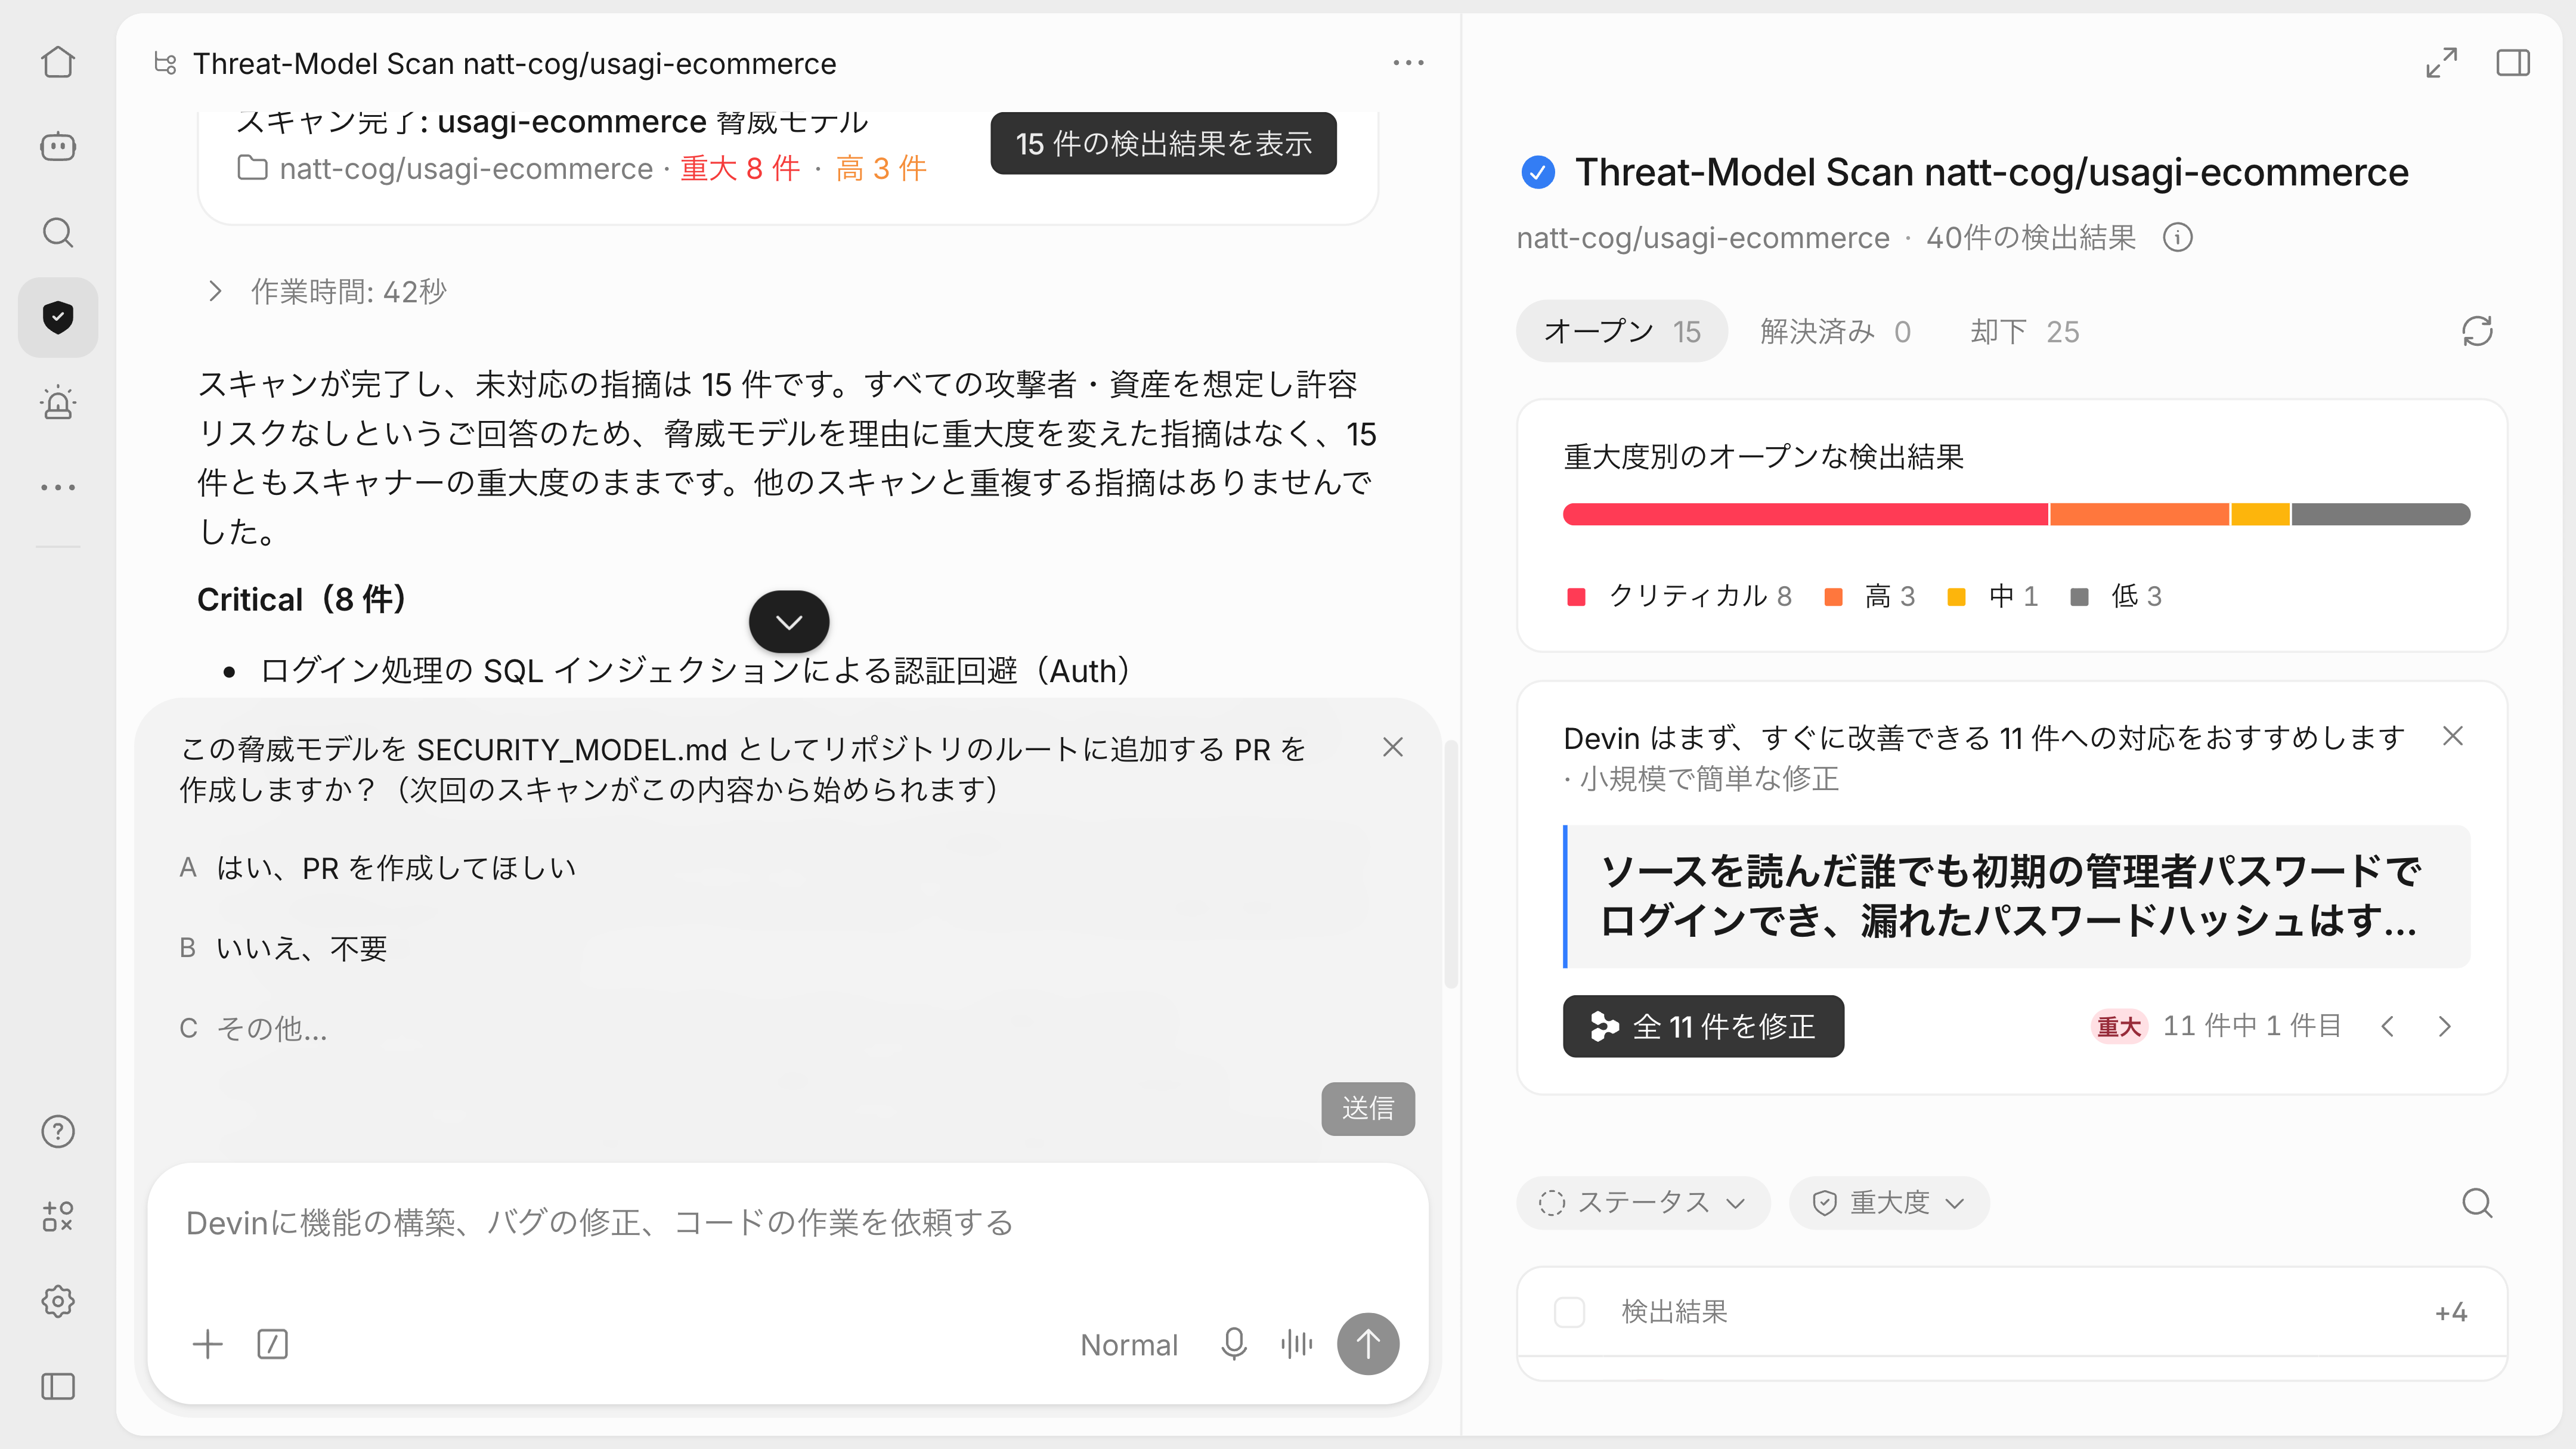 Threat-Model Scan natt-cog/usagi-ecommerce
スキャン完了: usagi-ecommerce 脅威モデル
natt-cog/usagi-ecommerce · 重大 8 件 · 高 3 件
15 件の検出結果を表示
作業時間: 42秒
スキャンが完了し、未対応の指摘は 15 件です。すべての攻撃者・資産を想定し許容
リスクなしというご回答のため、脅威モデルを理由に重大度を変えた指摘はなく、15
件ともスキャナーの重大度のままです。他のスキャンと重複する指摘はありませんで
した。
Critical（8 件）
• ログイン処理の SQL インジェクションによる認証回避（Auth）
この脅威モデルを SECURITY_MODEL.md としてリポジトリのルートに追加する PR を
作成しますか？（次回のスキャンがこの内容から始められます）
A はい、PR を作成してほしい
B いいえ、不要
C その他...
送信
Devinに機能の構築、バグの修正、コードの作業を依頼する
Normal
Threat-Model Scan natt-cog/usagi-ecommerce
natt-cog/usagi-ecommerce · 40件の検出結果
オープン 15 解決済み 0 却下 25
重大度別のオープンな検出結果
クリティカル 8 高 3 中 1 低 3
Devin はまず、すぐに改善できる 11 件への対応をおすすめします
· 小規模で簡単な修正
ソースを読んだ誰でも初期の管理者パスワードで
ログインでき、漏れたパスワードハッシュはす...
全 11 件を修正
重大 11 件中 1 件目
ステータス 重大度
検出結果 +4